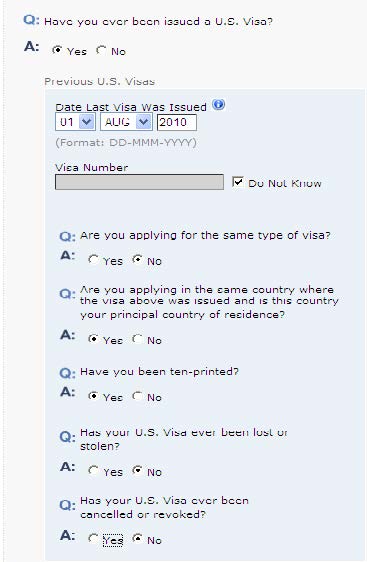 Q: Have you ever been issued a U.S. Visa?
A: Yes No
Previous U.S. Visas
Date Last Visa Was Issued
01 AUG 2010
(Format: DD-MMM-YYYY)
Visa Number
Do Not Know
Q: Are you applying for the same type of visa?
A: Yes No
Q: Are you applying in the same country where
the visa above was issued and is this country
your principal country of residence?
A: Yes No
Q: Have you been ten-printed?
A: Yes No
Q: Has your U.S. Visa ever been lost or
stolen?
A: Yes No
Q: Has your U.S. Visa ever been
cancelled or revoked?
A: Yes No